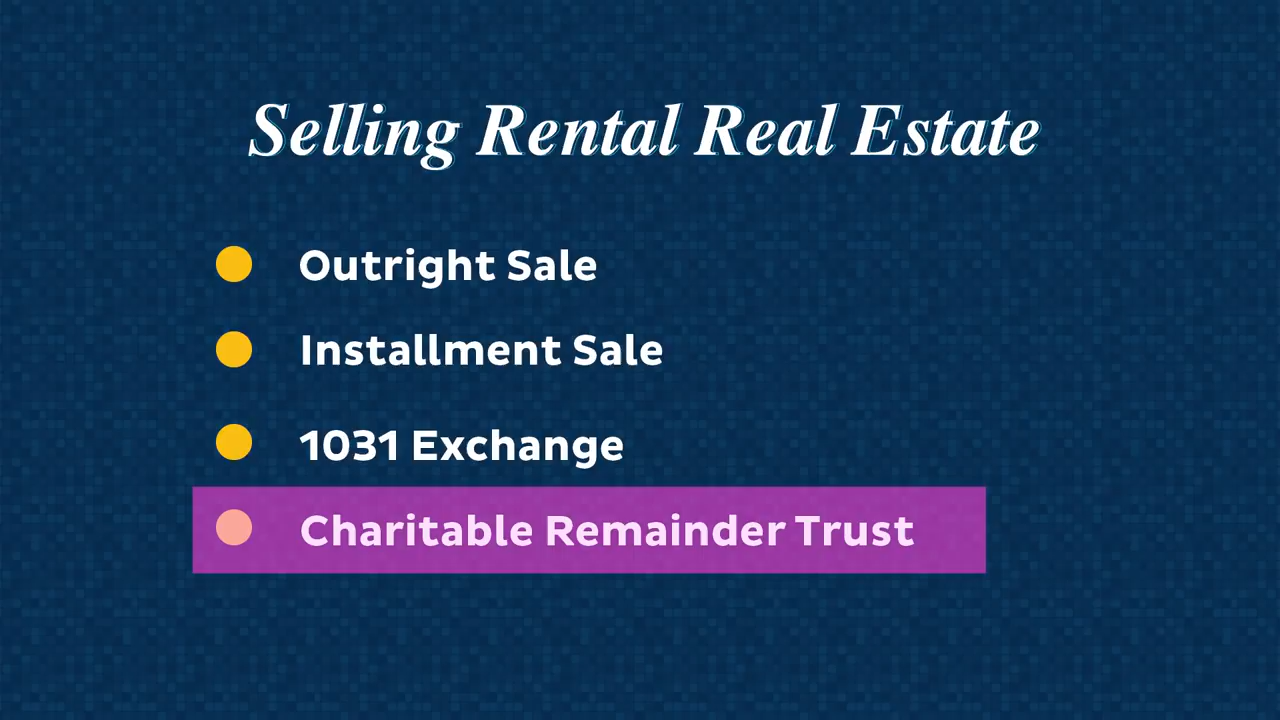 Selling Rental Real Estate
Outright Sale
Installment Sale
1031 Exchange
Charitable Remainder Trust